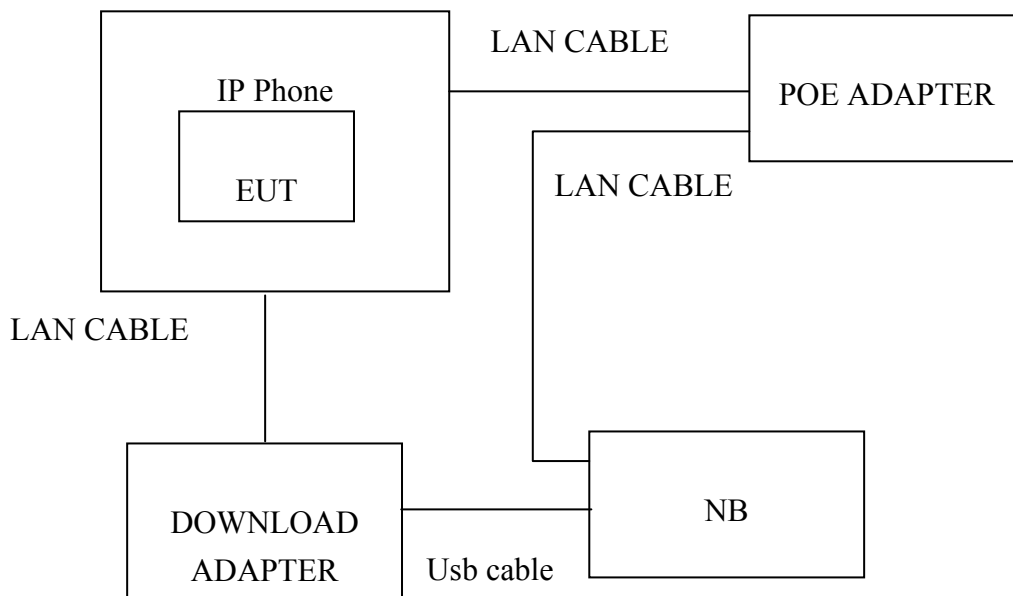 LAN CABLE
IP Phone
POE ADAPTER
EUT
LAN CABLE
LAN CABLE
DOWNLOAD
ADAPTER
NB
Usb cable